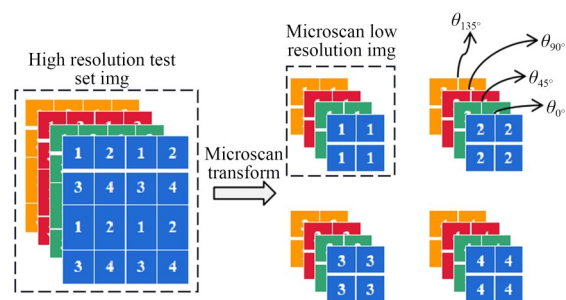 High resolution test
set img
1 2 1 2
3 4 3 4
1 2 1 2
3 4 3 4
Microscan
transform
Microscan low
resolution img
1 1
1 1
2 2
2 2
θ135°
θ90°
θ45°
θ0°
3 3
3 3
4 4
4 4